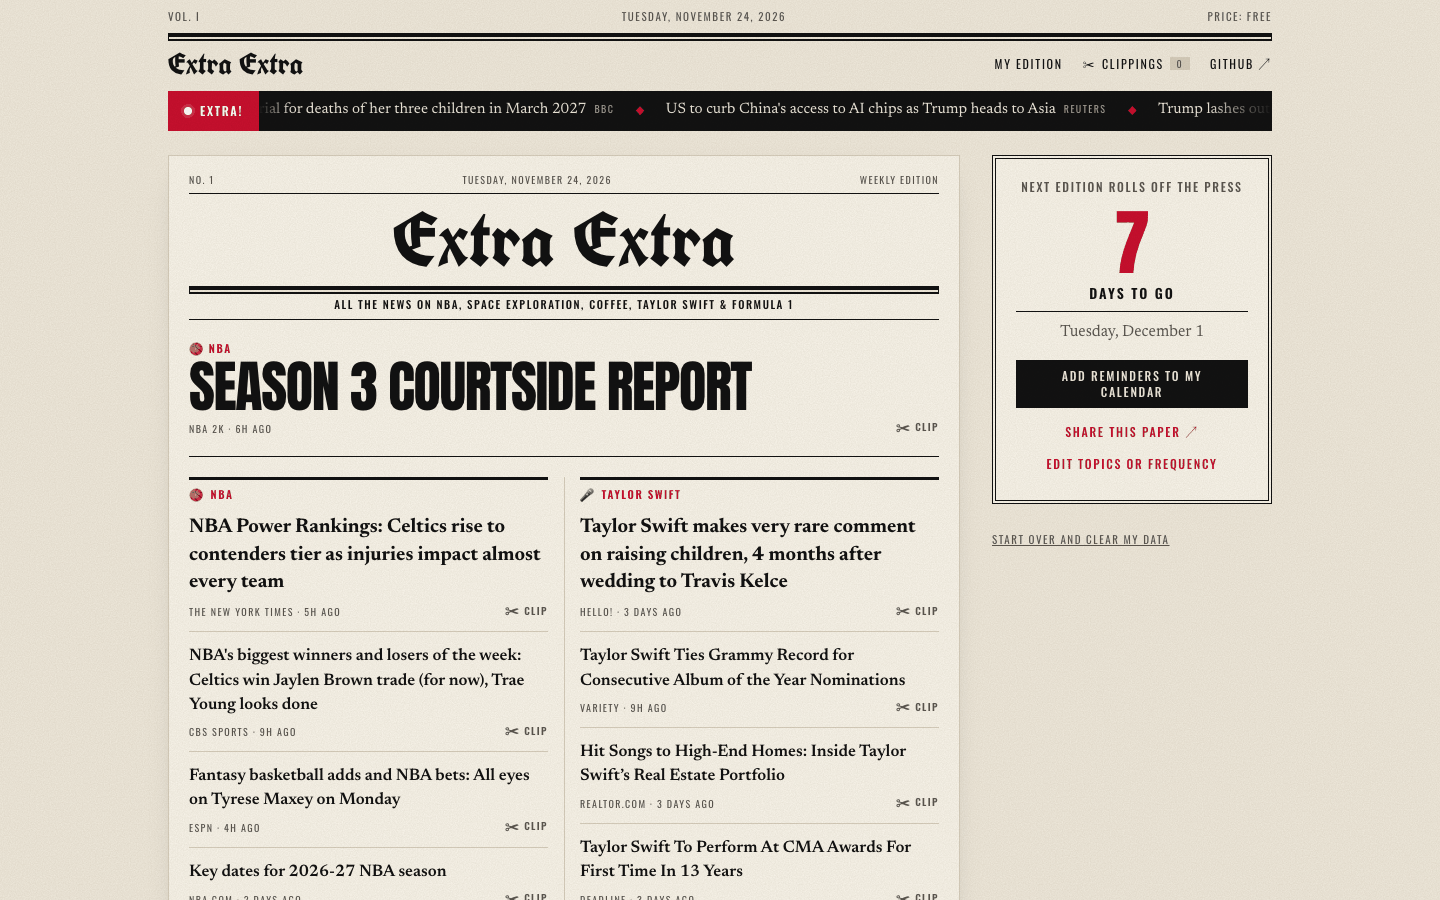 VOL. I
TUESDAY, NOVEMBER 24, 2026
PRICE: FREE
Extra Extra
MY EDITION
CLIPPINGS 0
GITHUB
EXTRA!
for deaths of her three children in March 2027 BBC
US to curb China's access to AI chips as Trump heads to Asia REUTERS
Trump lashes out
NO. 1
TUESDAY, NOVEMBER 24, 2026
WEEKLY EDITION
Extra Extra
ALL THE NEWS ON NBA, SPACE EXPLORATION, COFFEE, TAYLOR SWIFT & FORMULA 1
NBA
SEASON 3 COURTSIDE REPORT
NBA 2K · 6H AGO
CLIP
NBA
NBA Power Rankings: Celtics rise to
contenders tier as injuries impact almost
every team
THE NEW YORK TIMES · 5H AGO
CLIP
NBA's biggest winners and losers of the week:
Celtics win Jaylen Brown trade (for now), Trae
Young looks done
CBS SPORTS · 9H AGO
CLIP
Fantasy basketball adds and NBA bets: All eyes
on Tyrese Maxey on Monday
ESPN · 4H AGO
CLIP
Key dates for 2026-27 NBA season
NBA.COM · 2 DAYS AGO
CLIP
TAYLOR SWIFT
Taylor Swift makes very rare comment
on raising children, 4 months after
wedding to Travis Kelce
HELLO! · 3 DAYS AGO
CLIP
Taylor Swift Ties Grammy Record for
Consecutive Album of the Year Nominations
VARIETY · 9H AGO
CLIP
Hit Songs to High-End Homes: Inside Taylor
Swift’s Real Estate Portfolio
REALTOR.COM · 3 DAYS AGO
CLIP
Taylor Swift To Perform At CMA Awards For
First Time In 13 Years
DEADLINE · 3 DAYS AGO
CLIP
NEXT EDITION ROLLS OFF THE PRESS
7
DAYS TO GO
Tuesday, December 1
ADD REMINDERS TO MY
CALENDAR
SHARE THIS PAPER
EDIT TOPICS OR FREQUENCY
START OVER AND CLEAR MY DATA